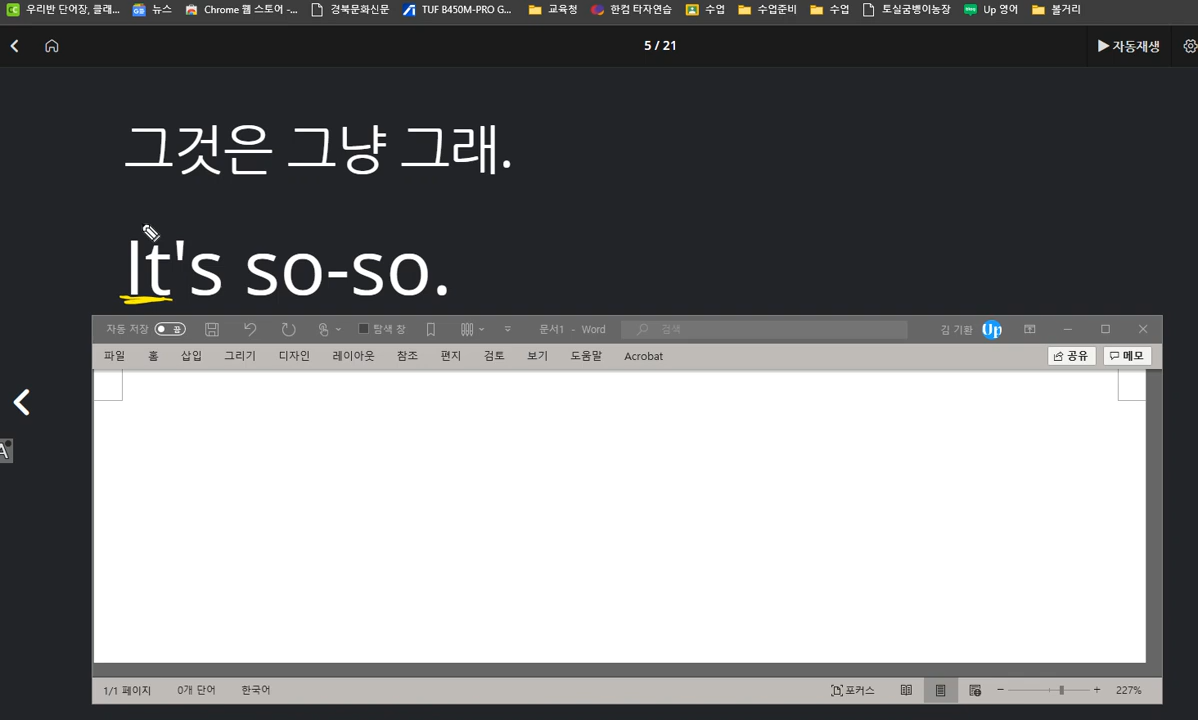 우리반 단어장, 클래... 뉴스 Chrome 웹 스토어 -... 경북문화신문 TUF B450M-PRO G... 교육청 한컴 타자연습 수업 수업준비 수업 토실굼벵이농장 Up 영어 볼거리
5 / 21 ▶자동재생
그것은 그냥 그래.
It's so-so.
자동 저장 끔 탐색 창 문서1 - Word 검색 김 기환 Up
파일 홈 삽입 그리기 디자인 레이아웃 참조 편지 검토 보기 도움말 Acrobat 공유 메모
A
1/1 페이지 0개 단어 한국어 포커스 227%